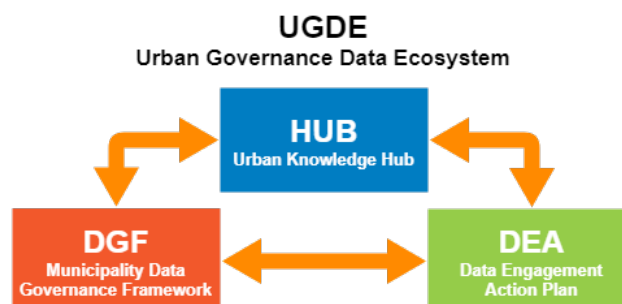 UGDE
Urban Governance Data Ecosystem
HUB
Urban Knowledge Hub
DGF
Municipality Data
Governance Framework
DEA
Data Engagement
Action Plan